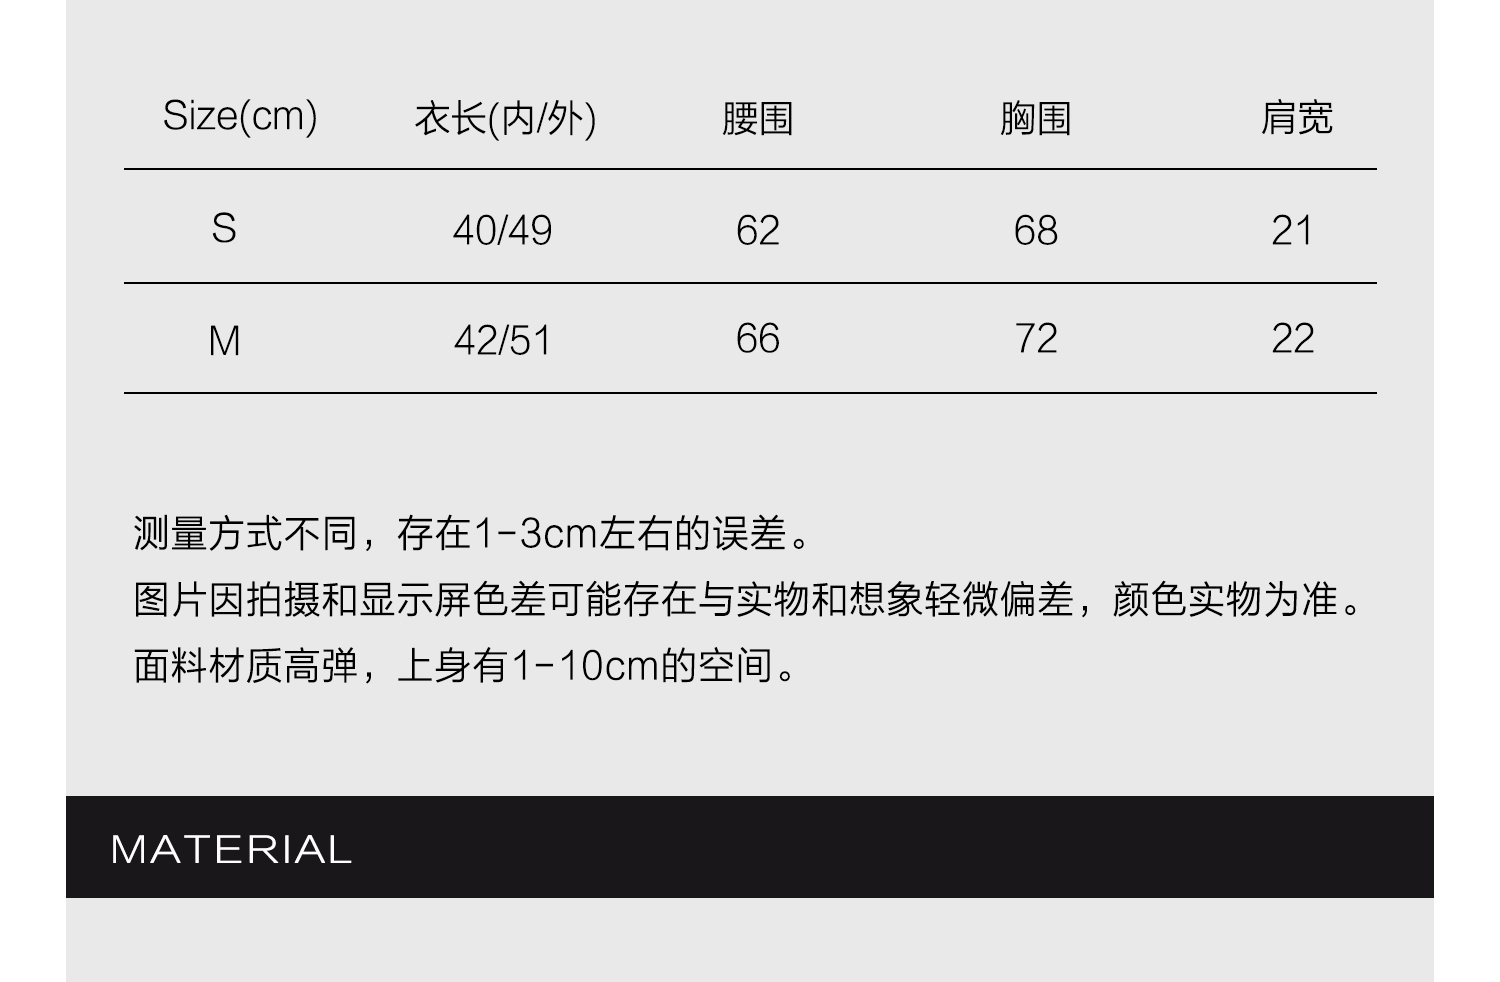 Size(cm) 衣长(内/外) 腰围 胸围 肩宽
S 40/49 62 68 21
M 42/51 66 72 22
测量方式不同，存在1-3cm左右的误差。
图片因拍摄和显示屏色差可能存在与实物和想象轻微偏差，颜色实物为准。
面料材质高弹，上身有1-10cm的空间。
MATERIAL